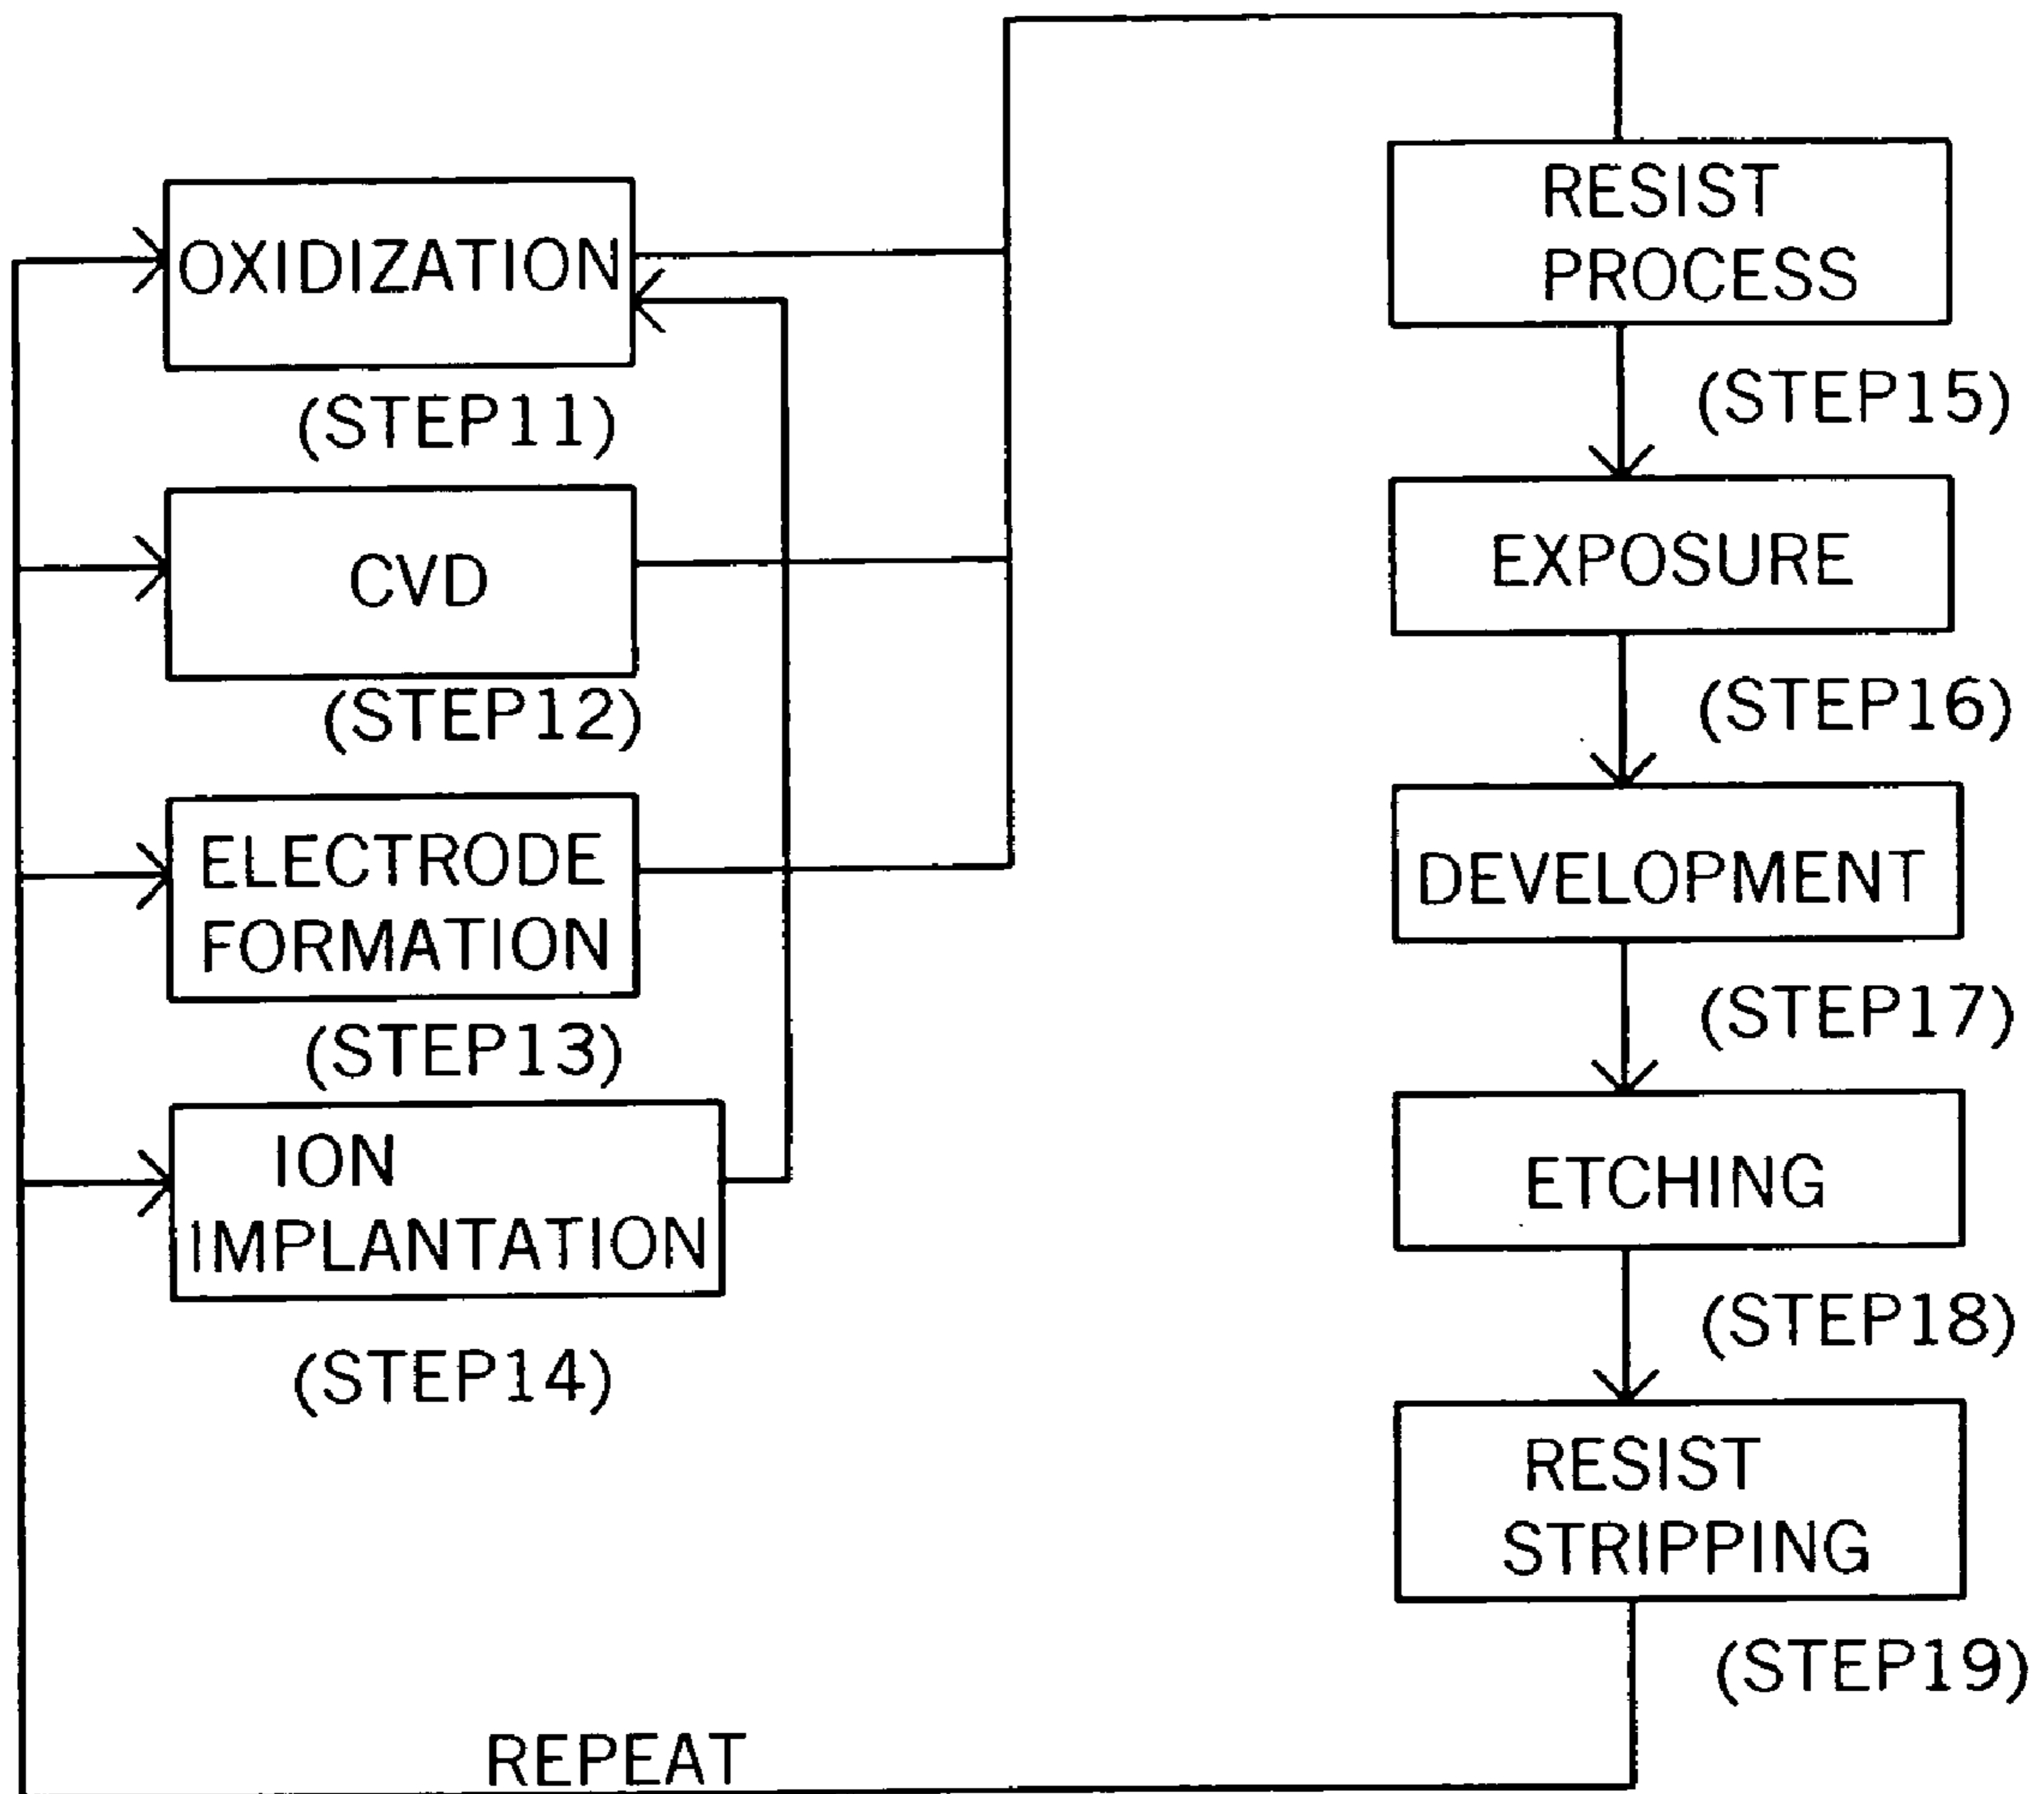 OXIDIZATION
(STEP11)
CVD
(STEP12)
ELECTRODE
FORMATION
(STEP13)
ION
IMPLANTATION
(STEP14)
RESIST
PROCESS
(STEP15)
EXPOSURE
(STEP16)
DEVELOPMENT
(STEP17)
ETCHING
(STEP18)
RESIST
STRIPPING
(STEP19)
REPEAT